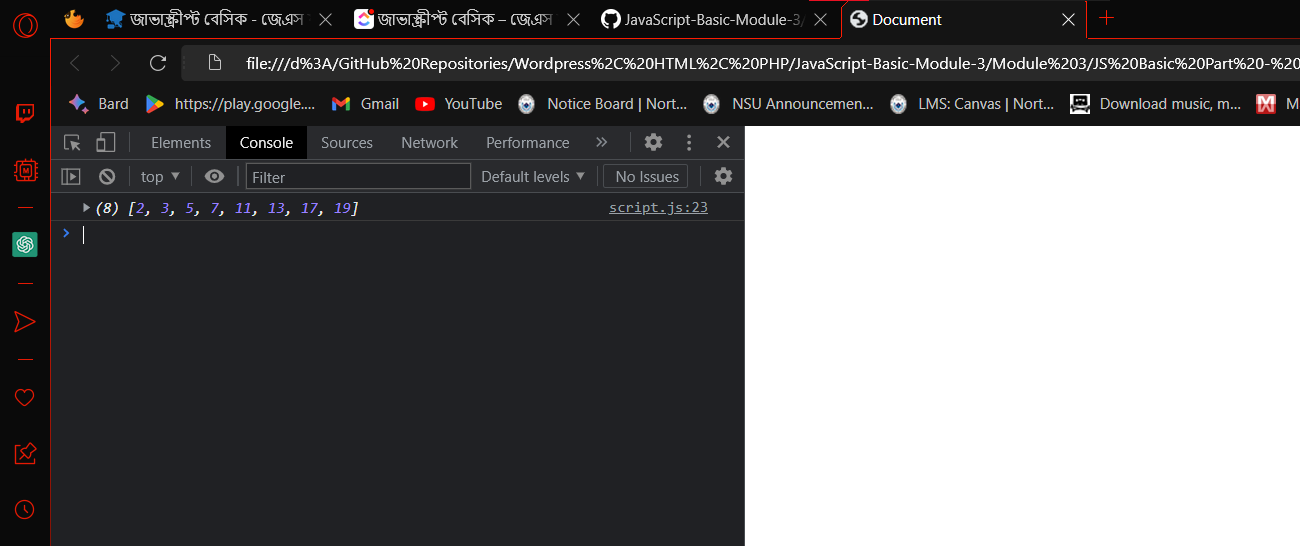 জাভাস্ক্রীপ্ট বেসিক - জেএস
জাভাস্ক্রীপ্ট বেসিক – জেএস
JavaScript-Basic-Module-3/
Document
file:///d%3A/GitHub%20Repositories/Wordpress%2C%20HTML%2C%20PHP/JavaScript-Basic-Module-3/Module%203/JS%20Basic%20Part%20-%20
Bard https://play.google.... Gmail YouTube Notice Board | Nort... NSU Announcemen... LMS: Canvas | Nort... Download music, m... M
Elements Console Sources Network Performance »
top Filter Default levels No Issues
(8) [2, 3, 5, 7, 11, 13, 17, 19] script.js:23